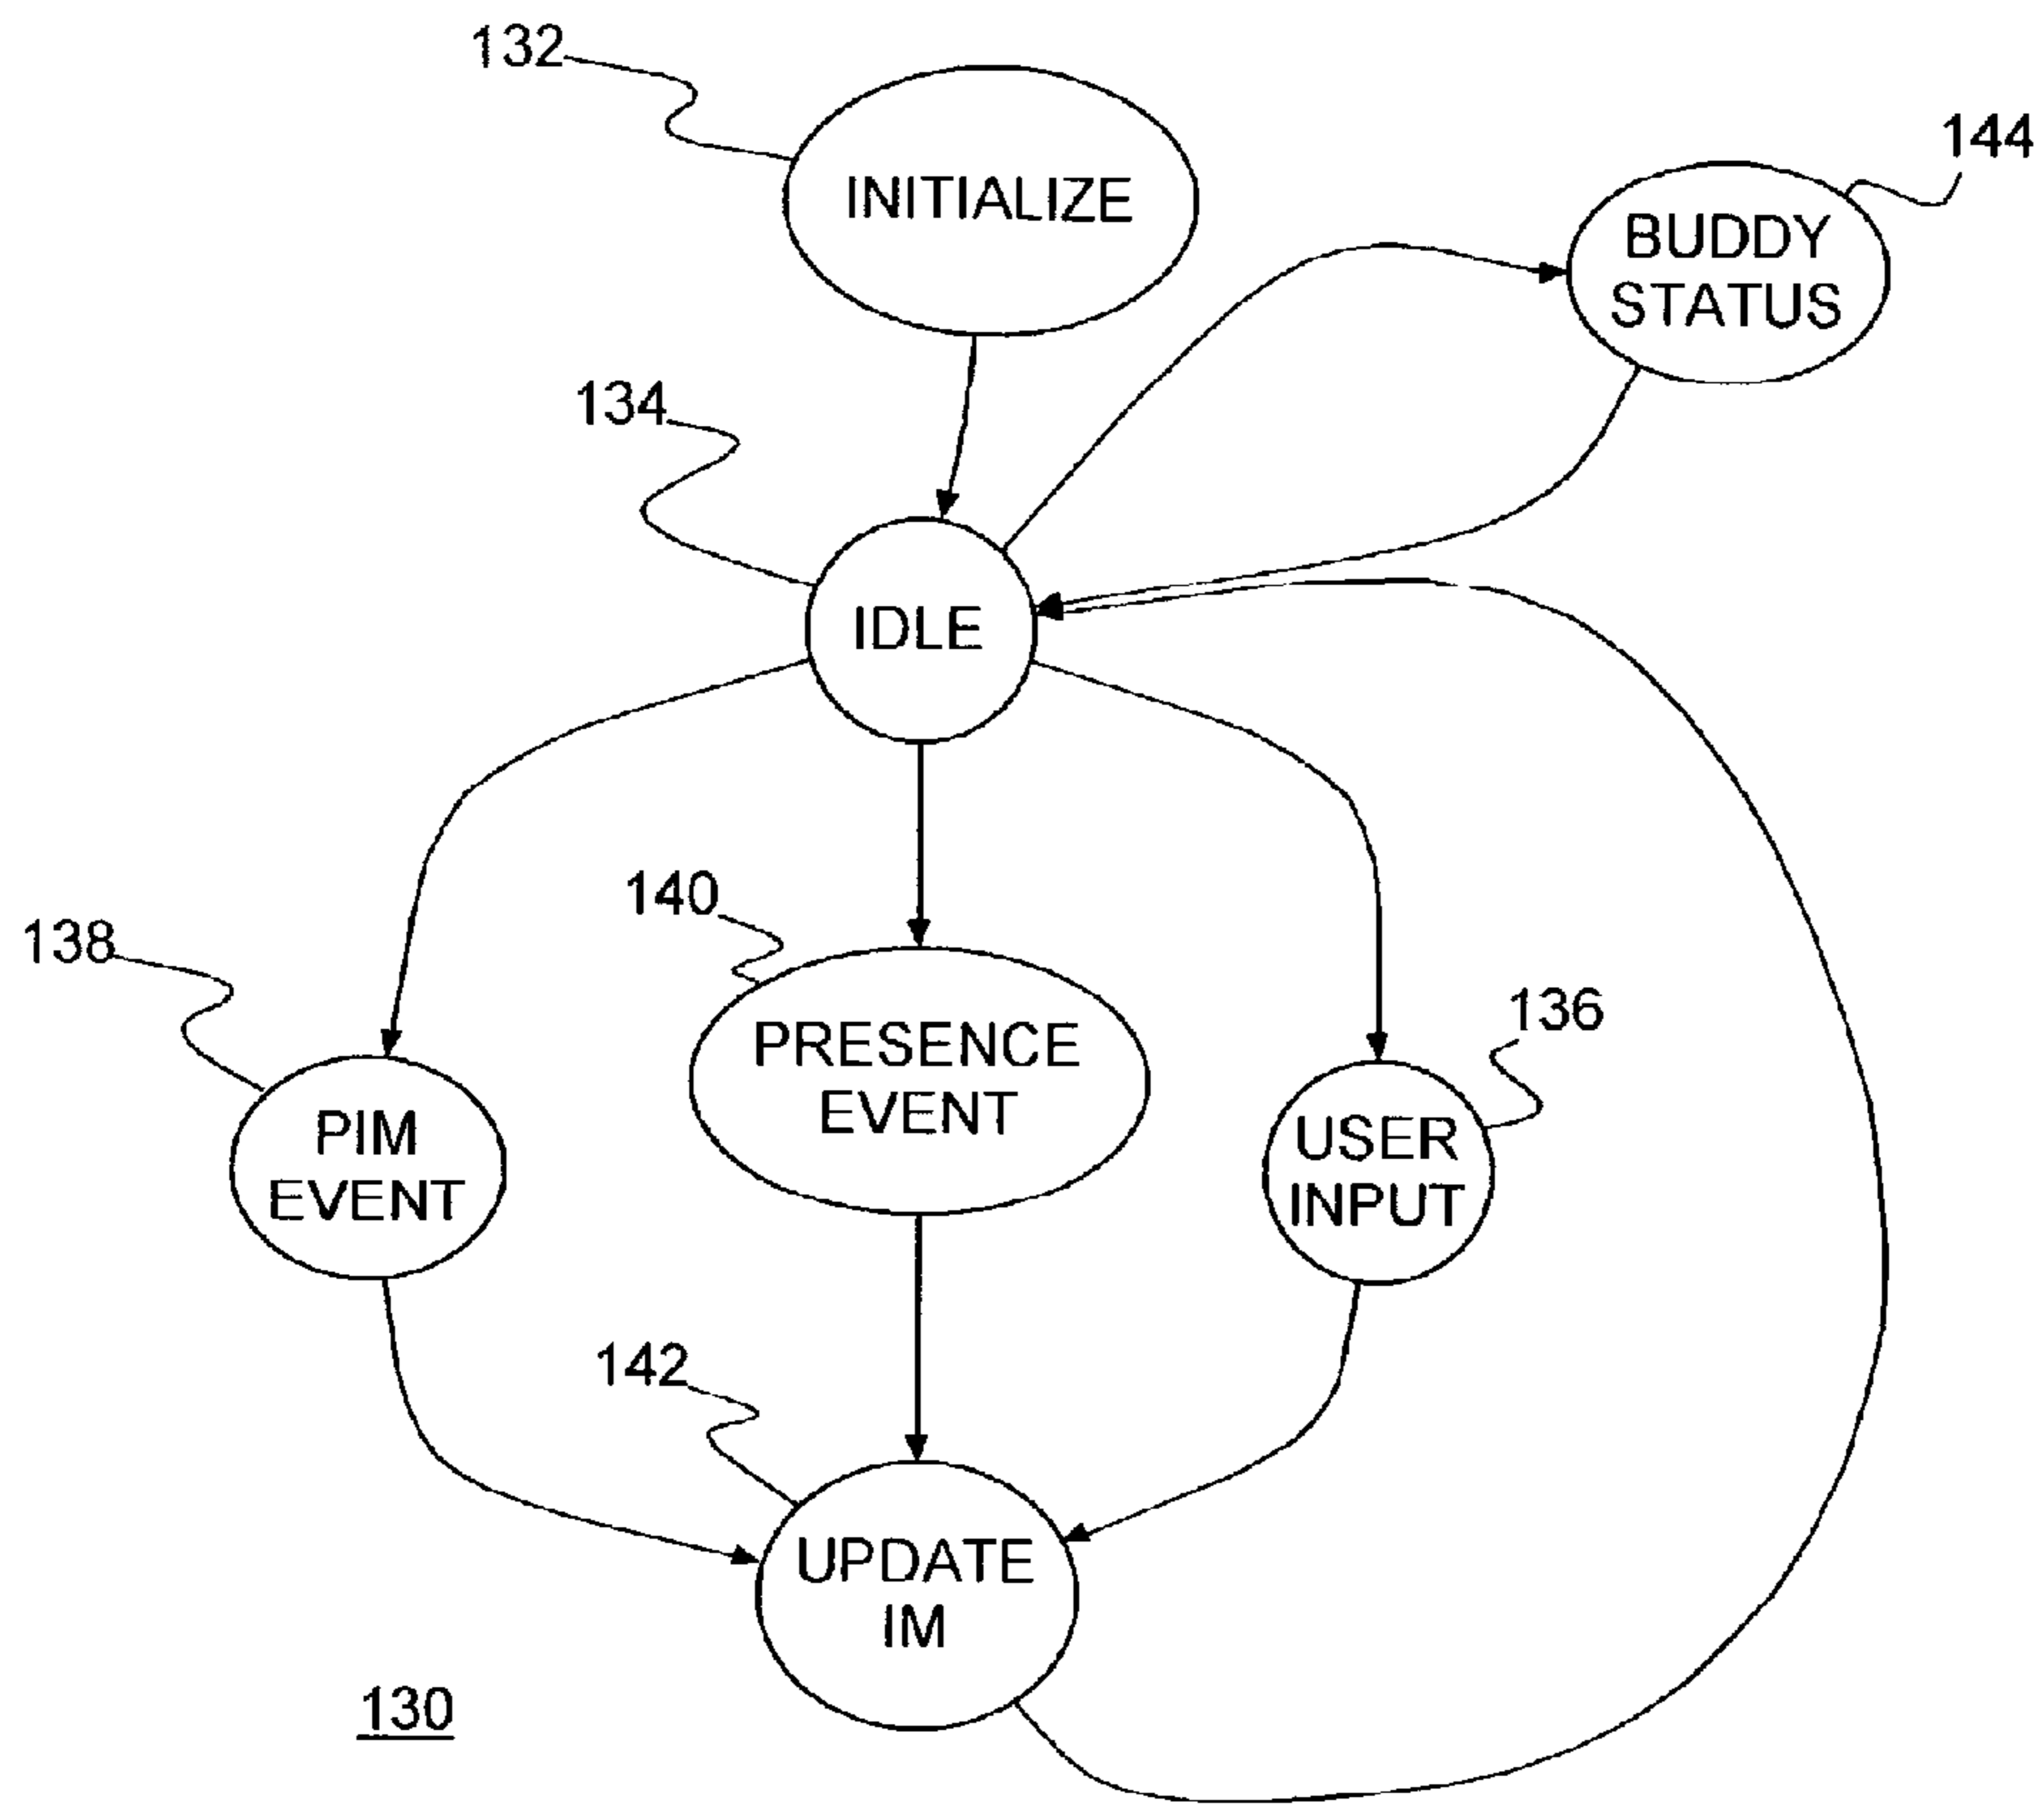 132
INITIALIZE
144
BUDDY
STATUS
134
IDLE
140
138
PRESENCE
EVENT
136
PIM
EVENT
USER
INPUT
142
UPDATE
IM
130